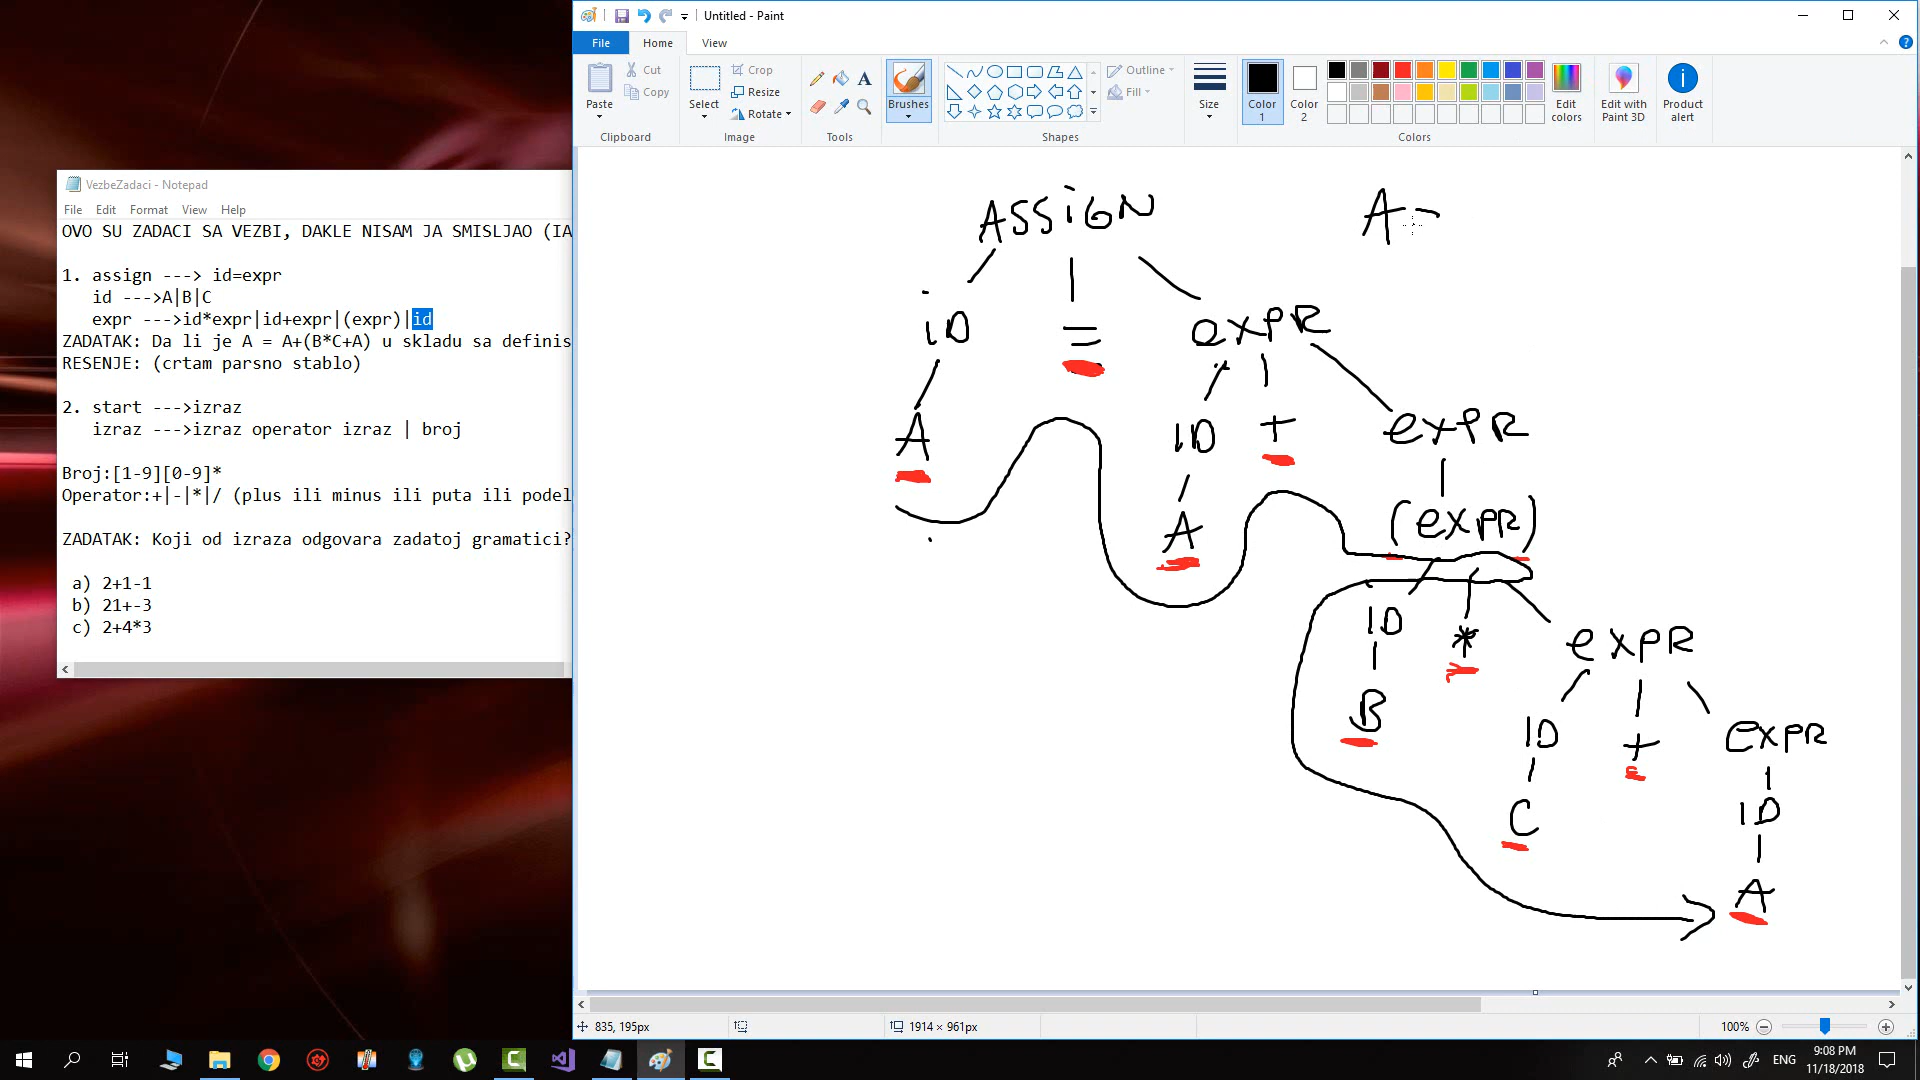 Untitled - Paint
File Home View
Paste
Cut
Copy
Clipboard
Select
Crop
Resize
Rotate
Image
Tools
Brushes
Shapes
Outline
Fill
Size
Color 1
Color 2
Colors
Edit colors
Edit with Paint 3D
Product alert
VezbeZadaci - Notepad
File Edit Format View Help
OVO SU ZADACI SA VEZBI, DAKLE NISAM JA SMISLJAO (IA
1. assign ---> id=expr
id --->A|B|C
expr --->id*expr|id+expr|(expr)|id
ZADATAK: Da li je A = A+(B*C+A) u skladu sa definis
RESENJE: (crtam parsno stablo)
2. start --->izraz
izraz --->izraz operator izraz | broj
Broj:[1-9][0-9]*
Operator:+|-|*|/ (plus ili minus ili puta ili podel
ZADATAK: Koji od izraza odgovara zadatoj gramatici?
a) 2+1-1
b) 21+-3
c) 2+4*3
ASSiGN
A=
iD = expR
A ID + expR
A (expR)
ID * expR
B ID + expR
C ID
A
835, 195px
1914 × 961px
100%
ENG
9:08 PM
11/18/2018